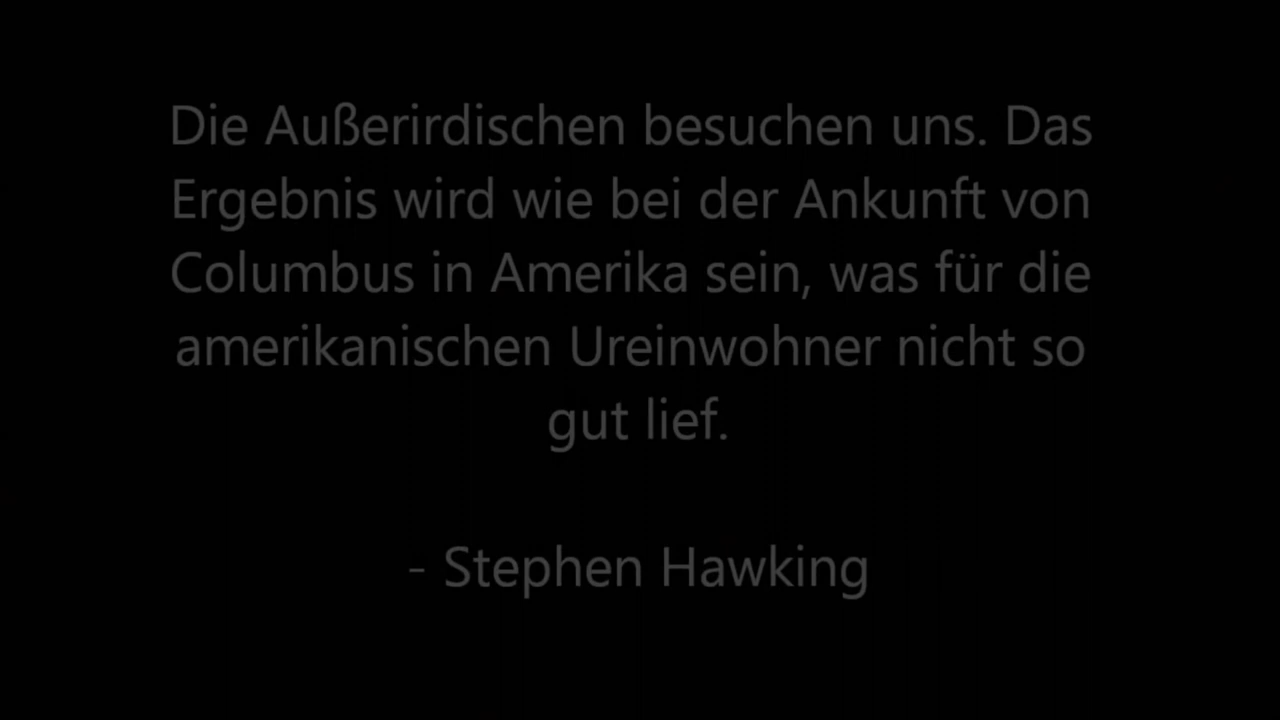 Die Außerirdischen besuchen uns. Das
Ergebnis wird wie bei der Ankunft von
Columbus in Amerika sein, was für die
amerikanischen Ureinwohner nicht so
gut lief.
- Stephen Hawking